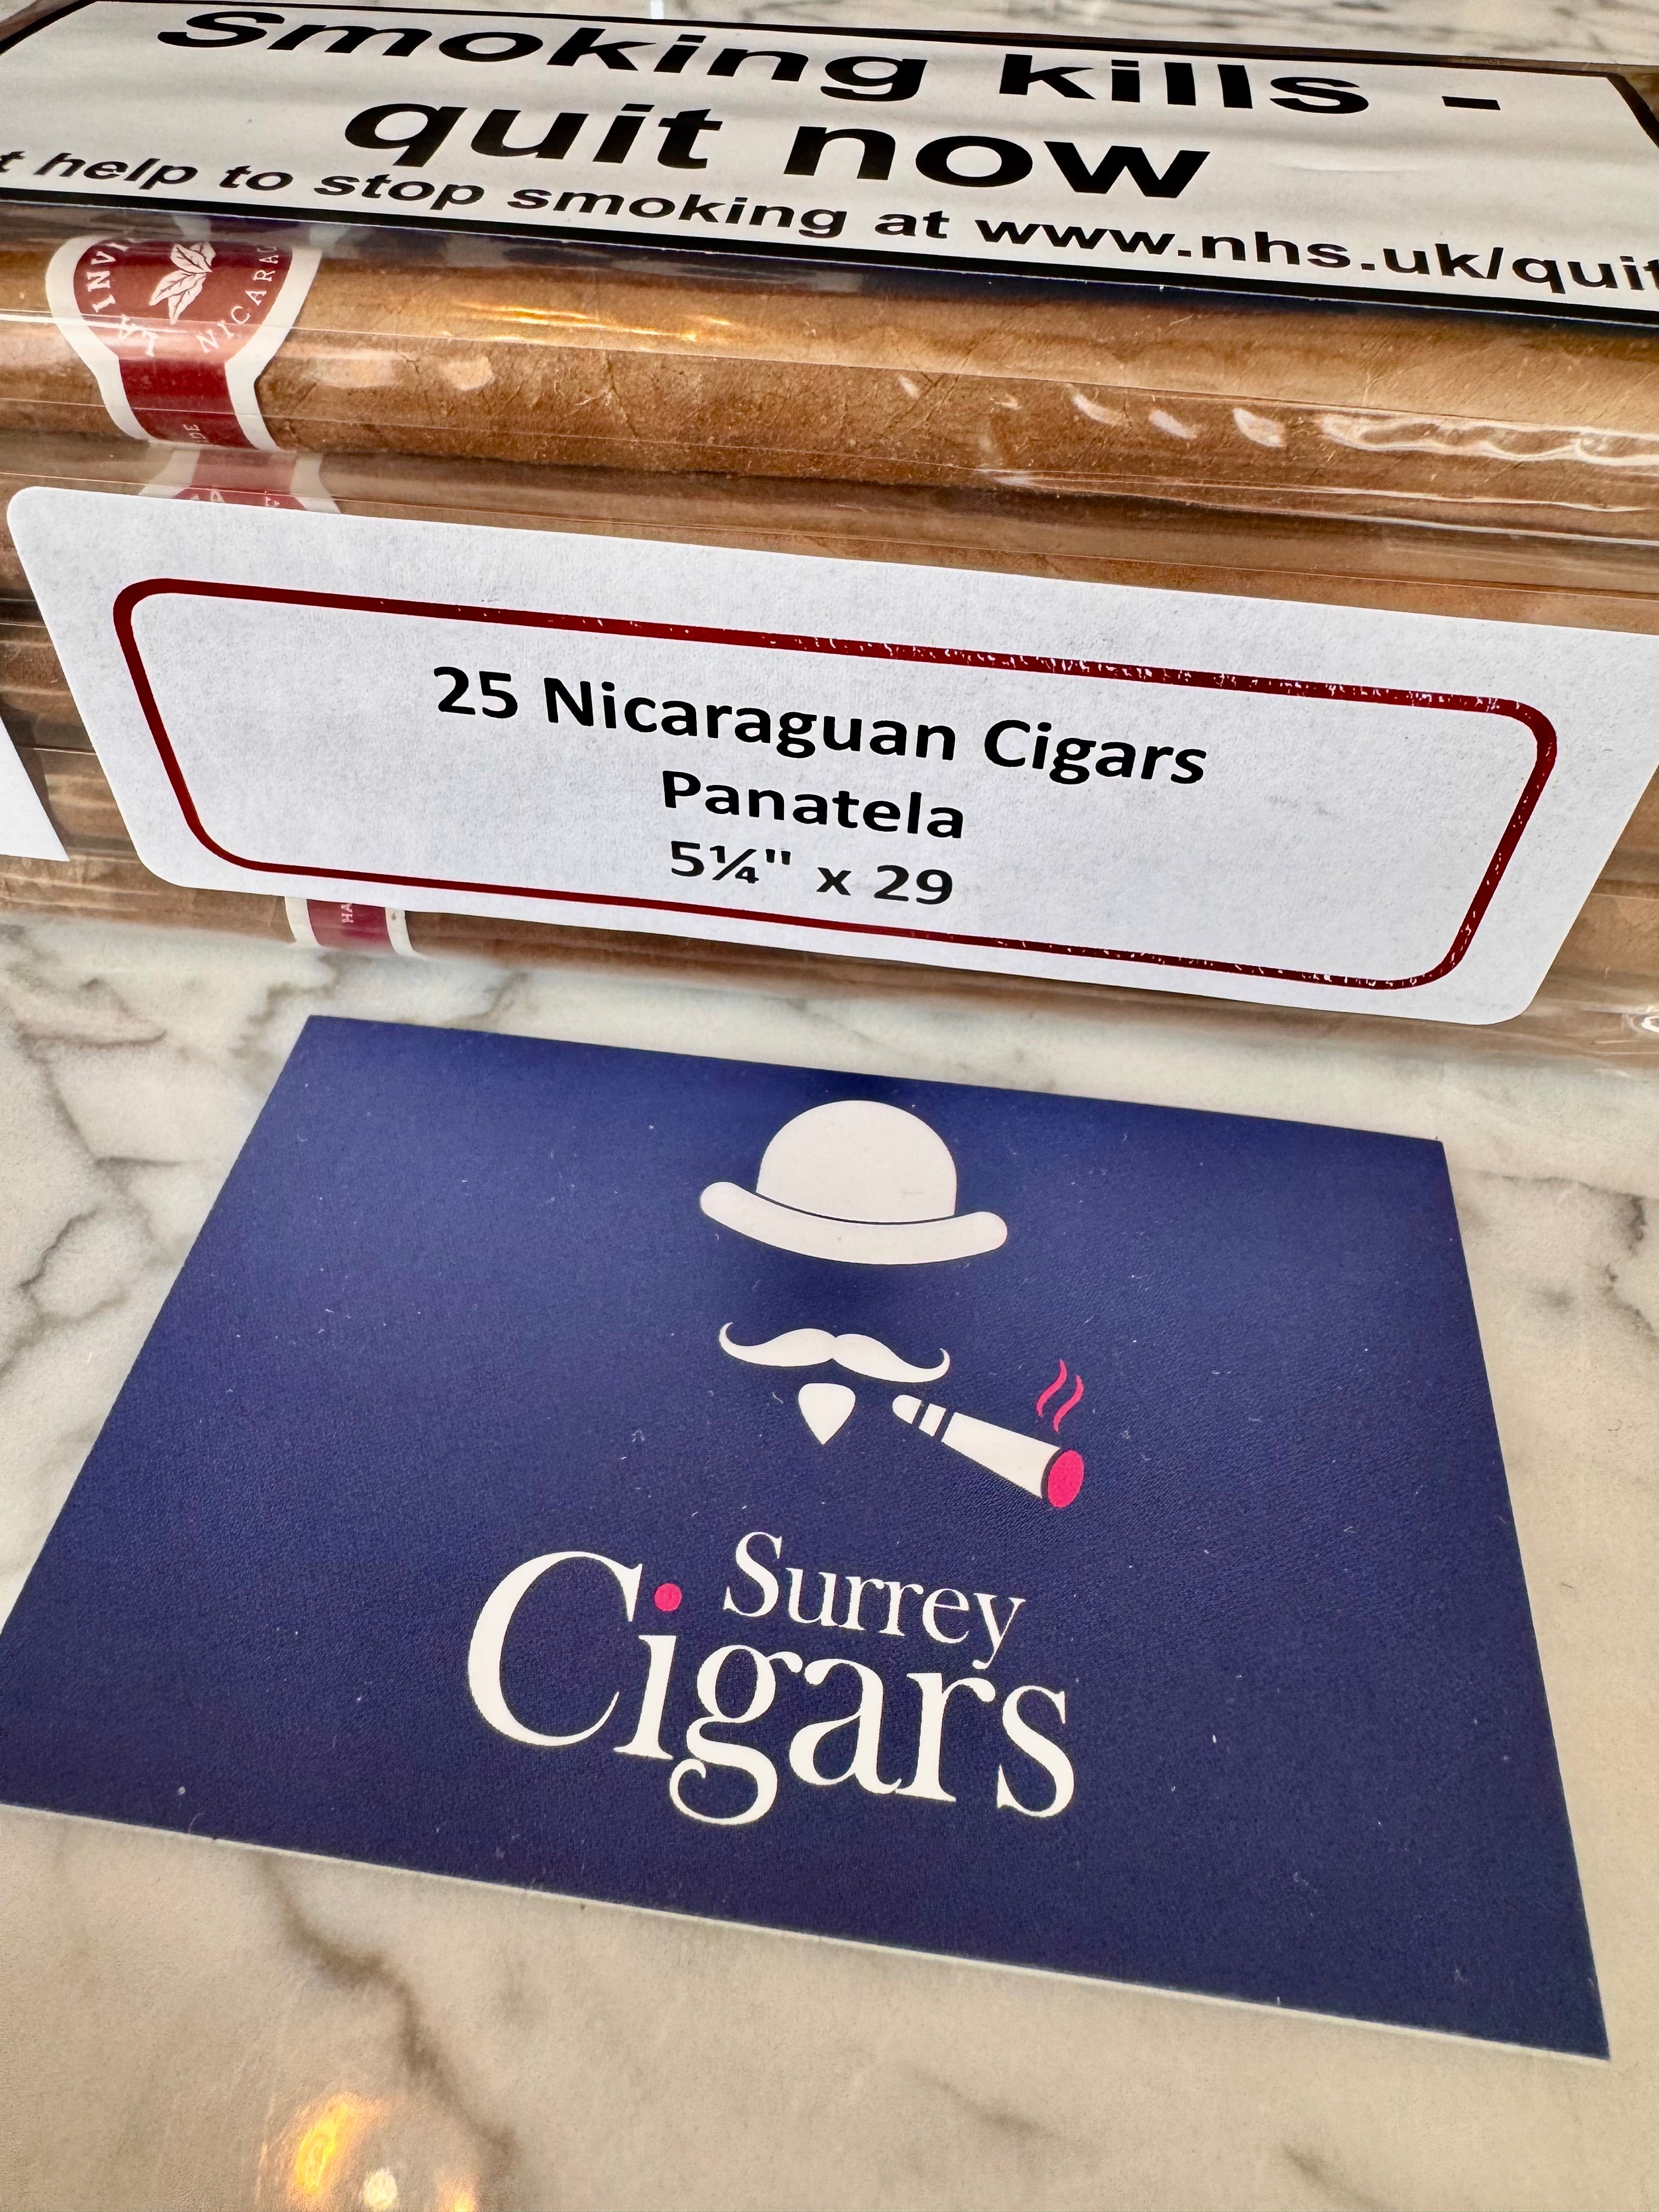 Smoking kills -
quit now
help to stop smoking at www.nhs.uk/quit
25 Nicaraguan Cigars
Panatela
5¼" x 29
Surrey
Cigars